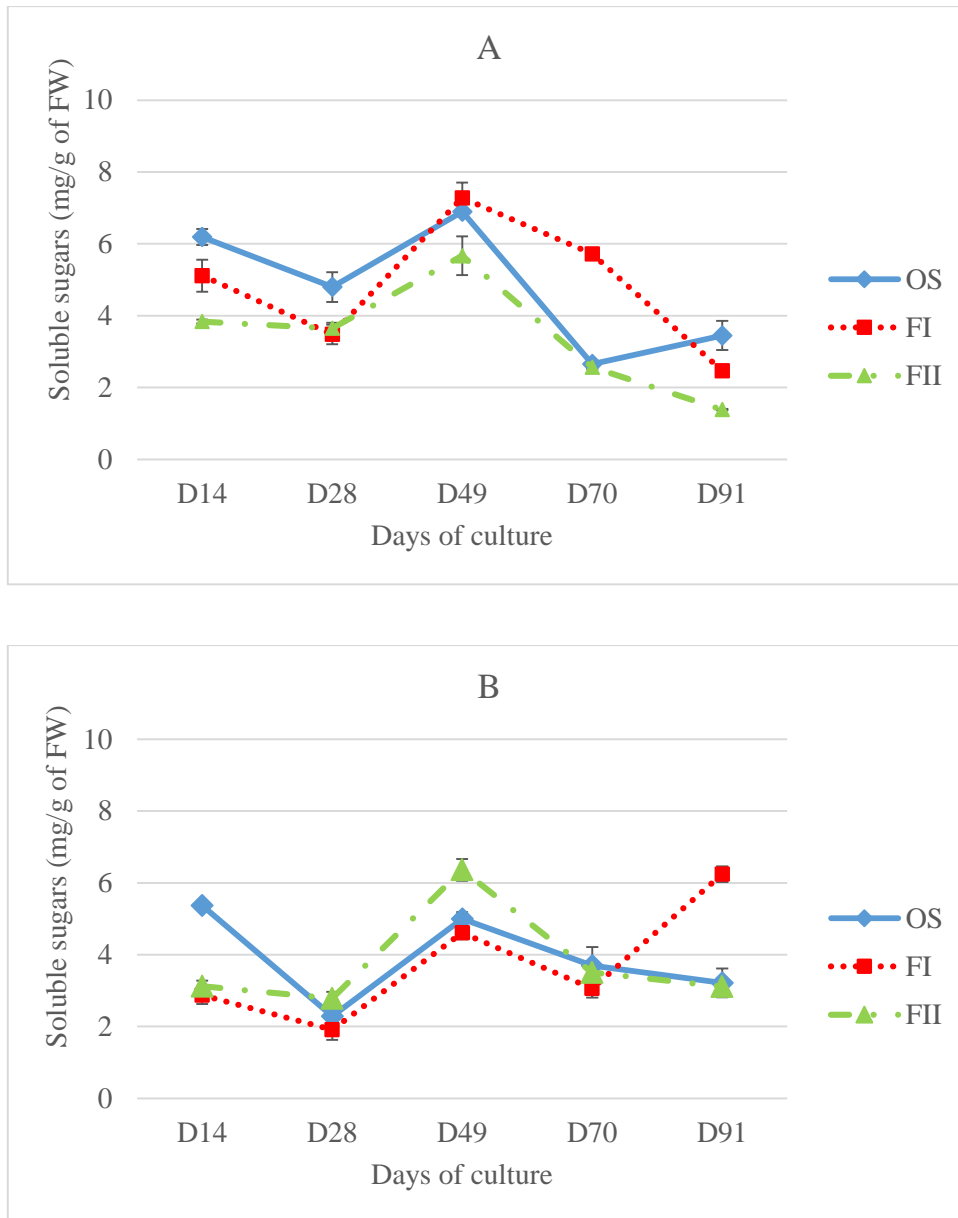 A
Soluble sugars (mg/g of FW)
10
8
6
4
2
0
D14 D28 D49 D70 D91
Days of culture
OS
FI
FII
B
Soluble sugars (mg/g of FW)
10
8
6
4
2
0
D14 D28 D49 D70 D91
Days of culture
OS
FI
FII